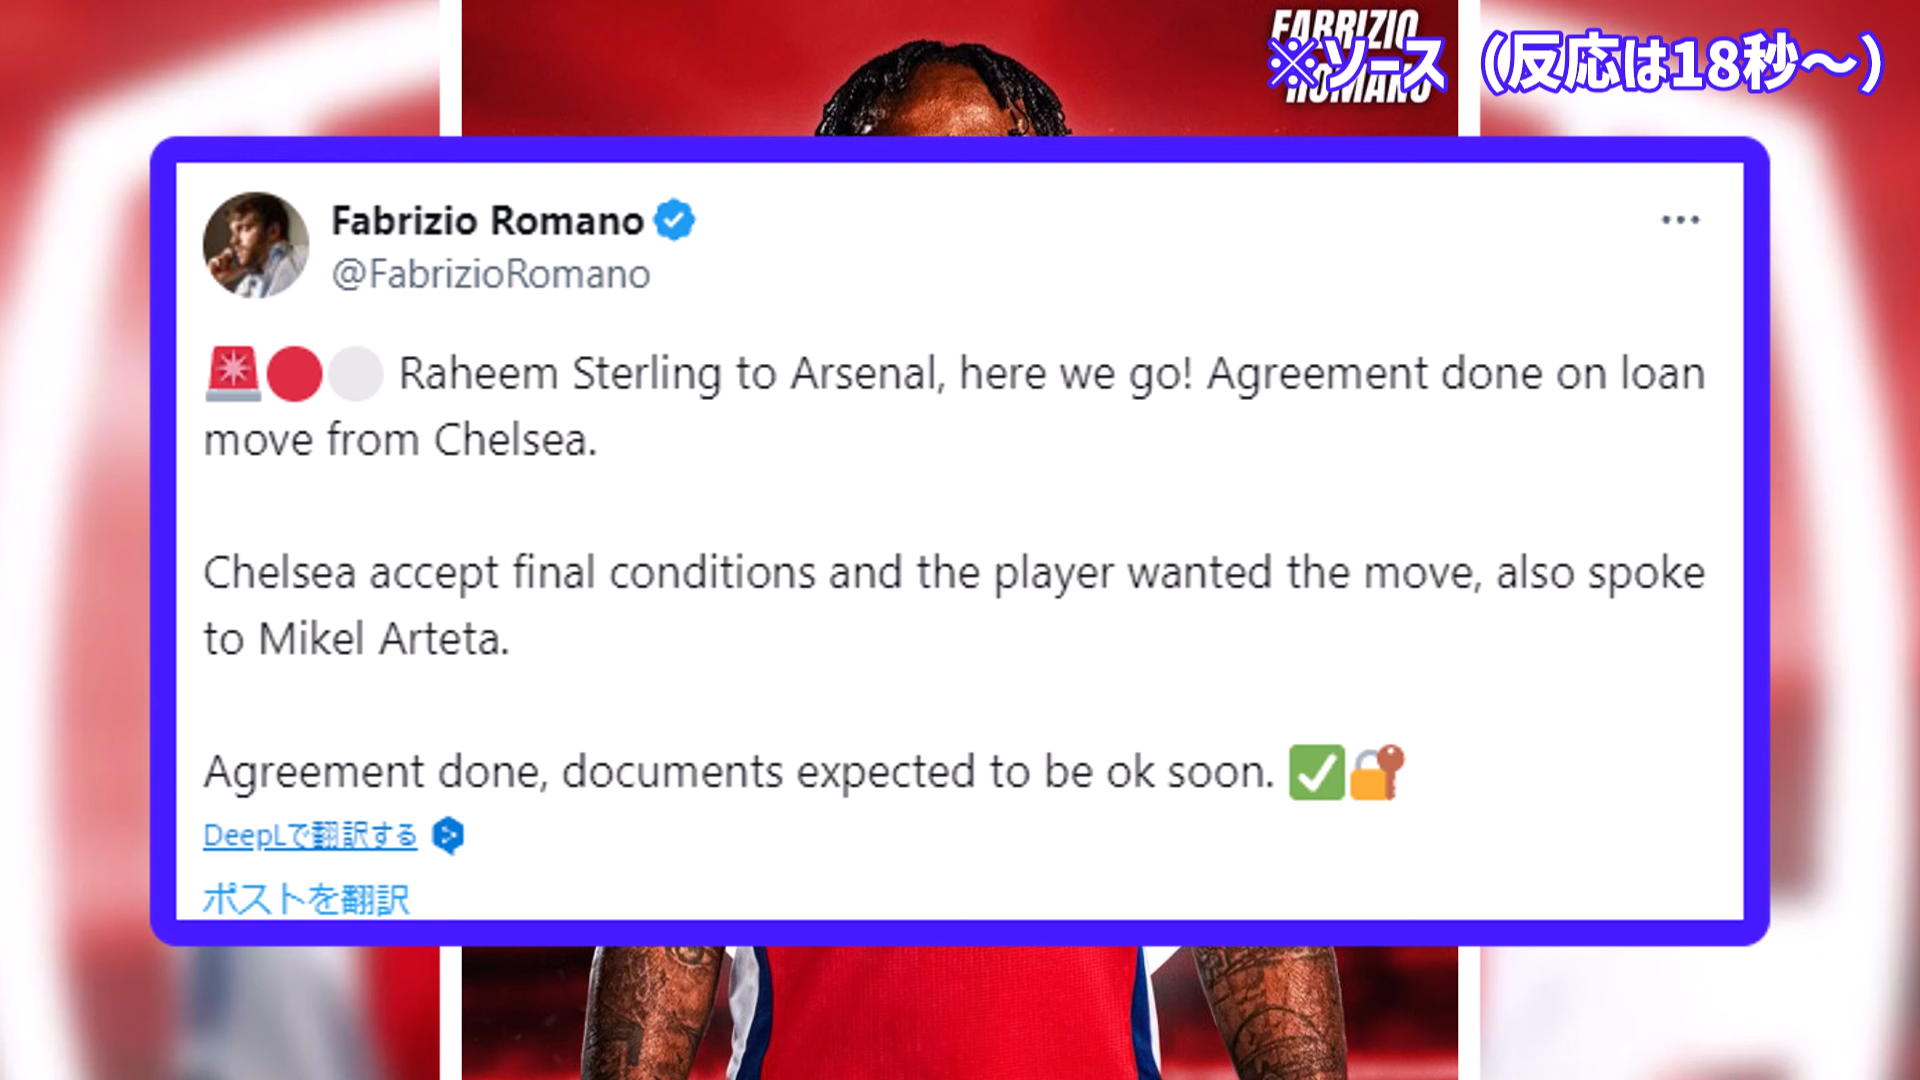 FABRIZIO
ROMANO
※ソース（反応は18秒～）
Fabrizio Romano
@FabrizioRomano
🚨🔴⚪ Raheem Sterling to Arsenal, here we go! Agreement done on loan
move from Chelsea.
Chelsea accept final conditions and the player wanted the move, also spoke
to Mikel Arteta.
Agreement done, documents expected to be ok soon. ✅🔐
DeepLで翻訳する
ポストを翻訳